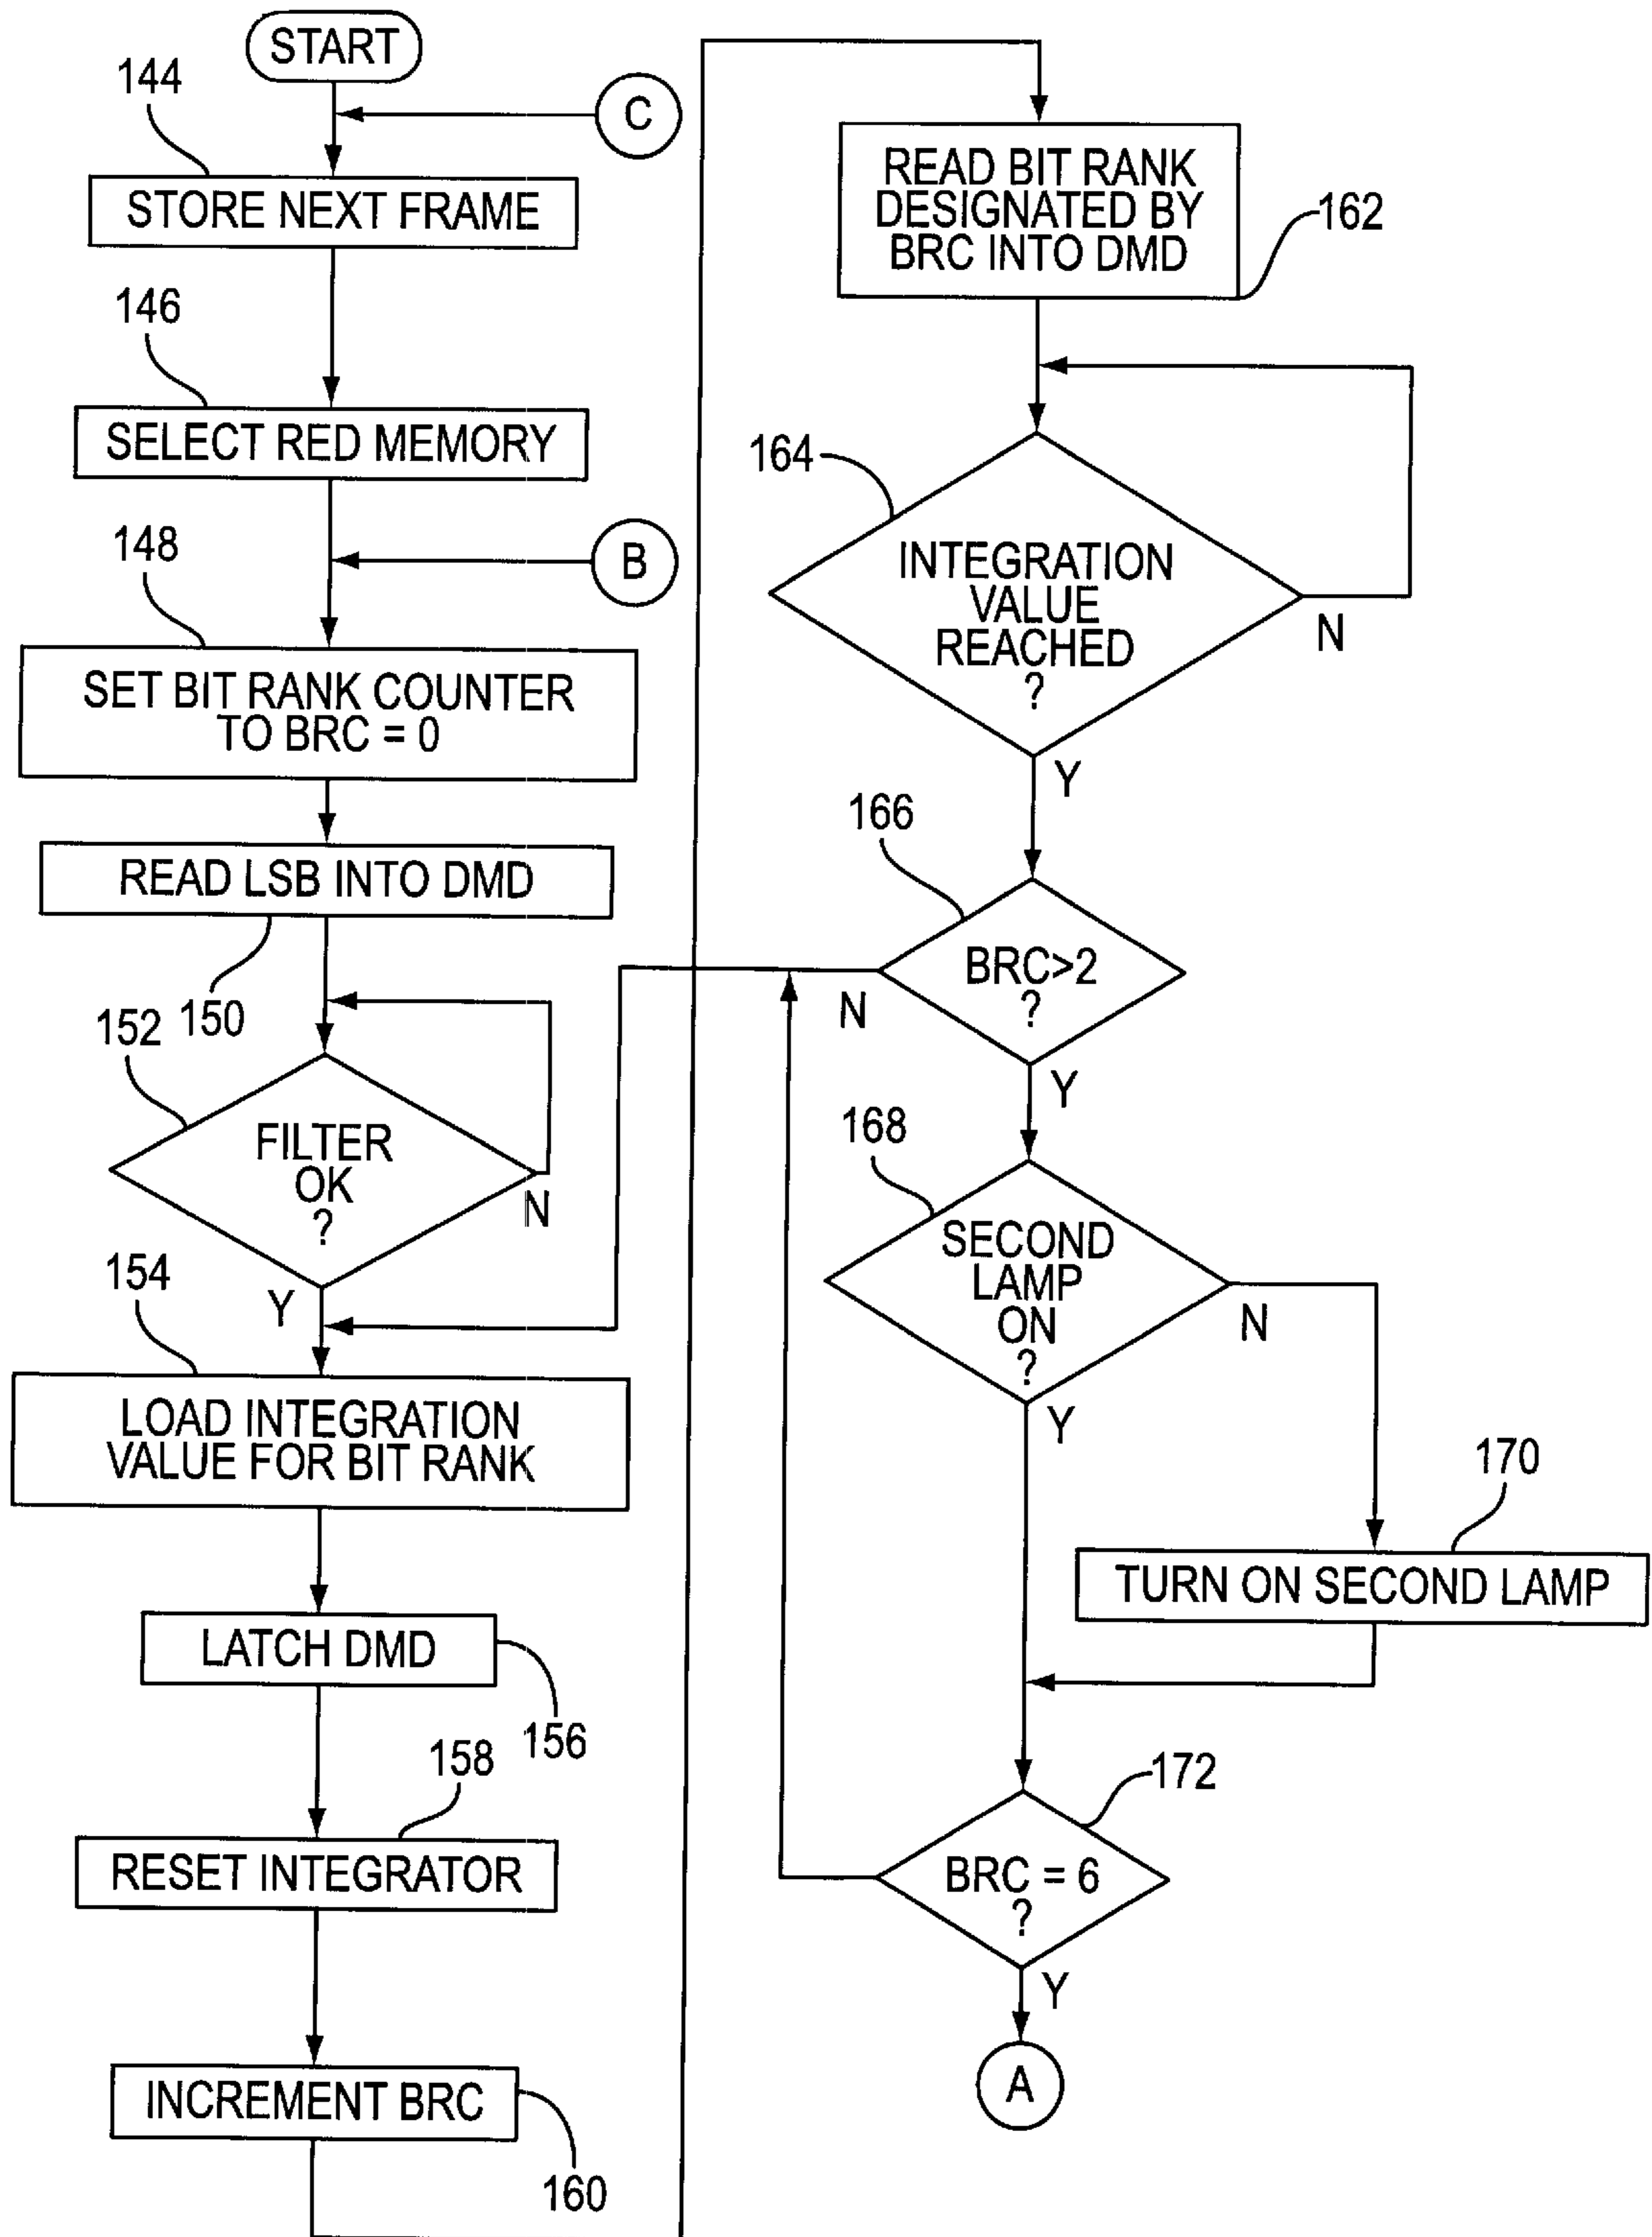 START
C
144
STORE NEXT FRAME
146
SELECT RED MEMORY
B
148
SET BIT RANK COUNTER
TO BRC = 0
READ LSB INTO DMD
150
152
FILTER
OK
?
N
Y
154
LOAD INTEGRATION
VALUE FOR BIT RANK
LATCH DMD
156
158
RESET INTEGRATOR
INCREMENT BRC
160
READ BIT RANK
DESIGNATED BY
BRC INTO DMD
162
164
INTEGRATION
VALUE
REACHED
?
N
Y
166
BRC>2
?
N
Y
168
SECOND
LAMP
ON
?
N
Y
170
TURN ON SECOND LAMP
172
BRC = 6
?
Y
A